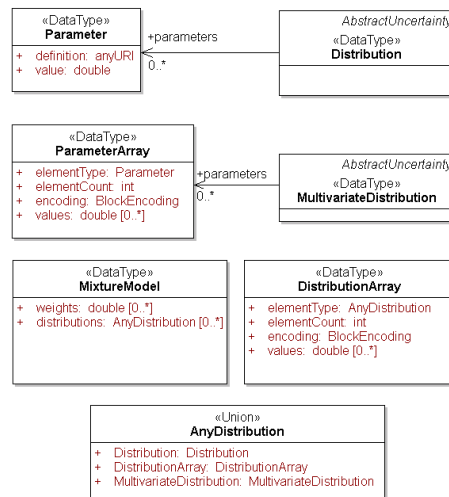 «DataType»
Parameter
+ definition: anyURI
+ value: double
+parameters
0..*
AbstractUncertainty
«DataType»
Distribution
«DataType»
ParameterArray
+ elementType: Parameter
+ elementCount: int
+ encoding: BlockEncoding
+ values: double [0..*]
+parameters
0..*
AbstractUncertainty
«DataType»
MultivariateDistribution
«DataType»
MixtureModel
+ weights: double [0..*]
+ distributions: AnyDistribution [0..*]
«DataType»
DistributionArray
+ elementType: AnyDistribution
+ elementCount: int
+ encoding: BlockEncoding
+ values: double [0..*]
«Union»
AnyDistribution
+ Distribution: Distribution
+ DistributionArray: DistributionArray
+ MultivariateDistribution: MultivariateDistribution